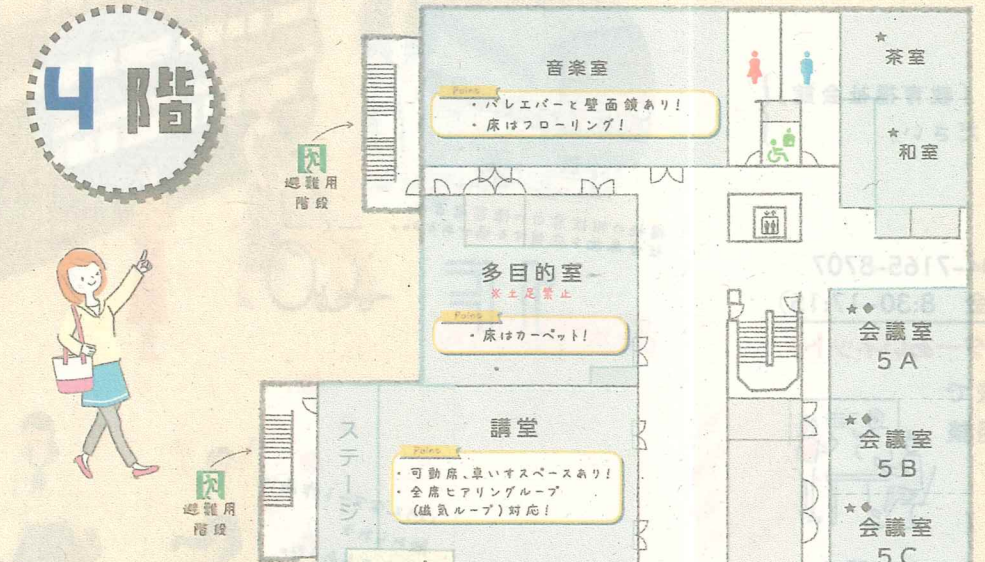 4階
音楽室
Point
・バレエバーと壁面鏡あり!
・床はフローリング!
★
茶室
★
和室
避難用
階段
多目的室
※土足禁止
Point
・床はカーペット!
★◆
会議室
5A
ステージ
講堂
Point
・可動席、車いすスペースあり!
・全席ヒアリングループ
(磁気ループ)対応!
★◆
会議室
5B
避難用
階段
★◆
会議室
5C